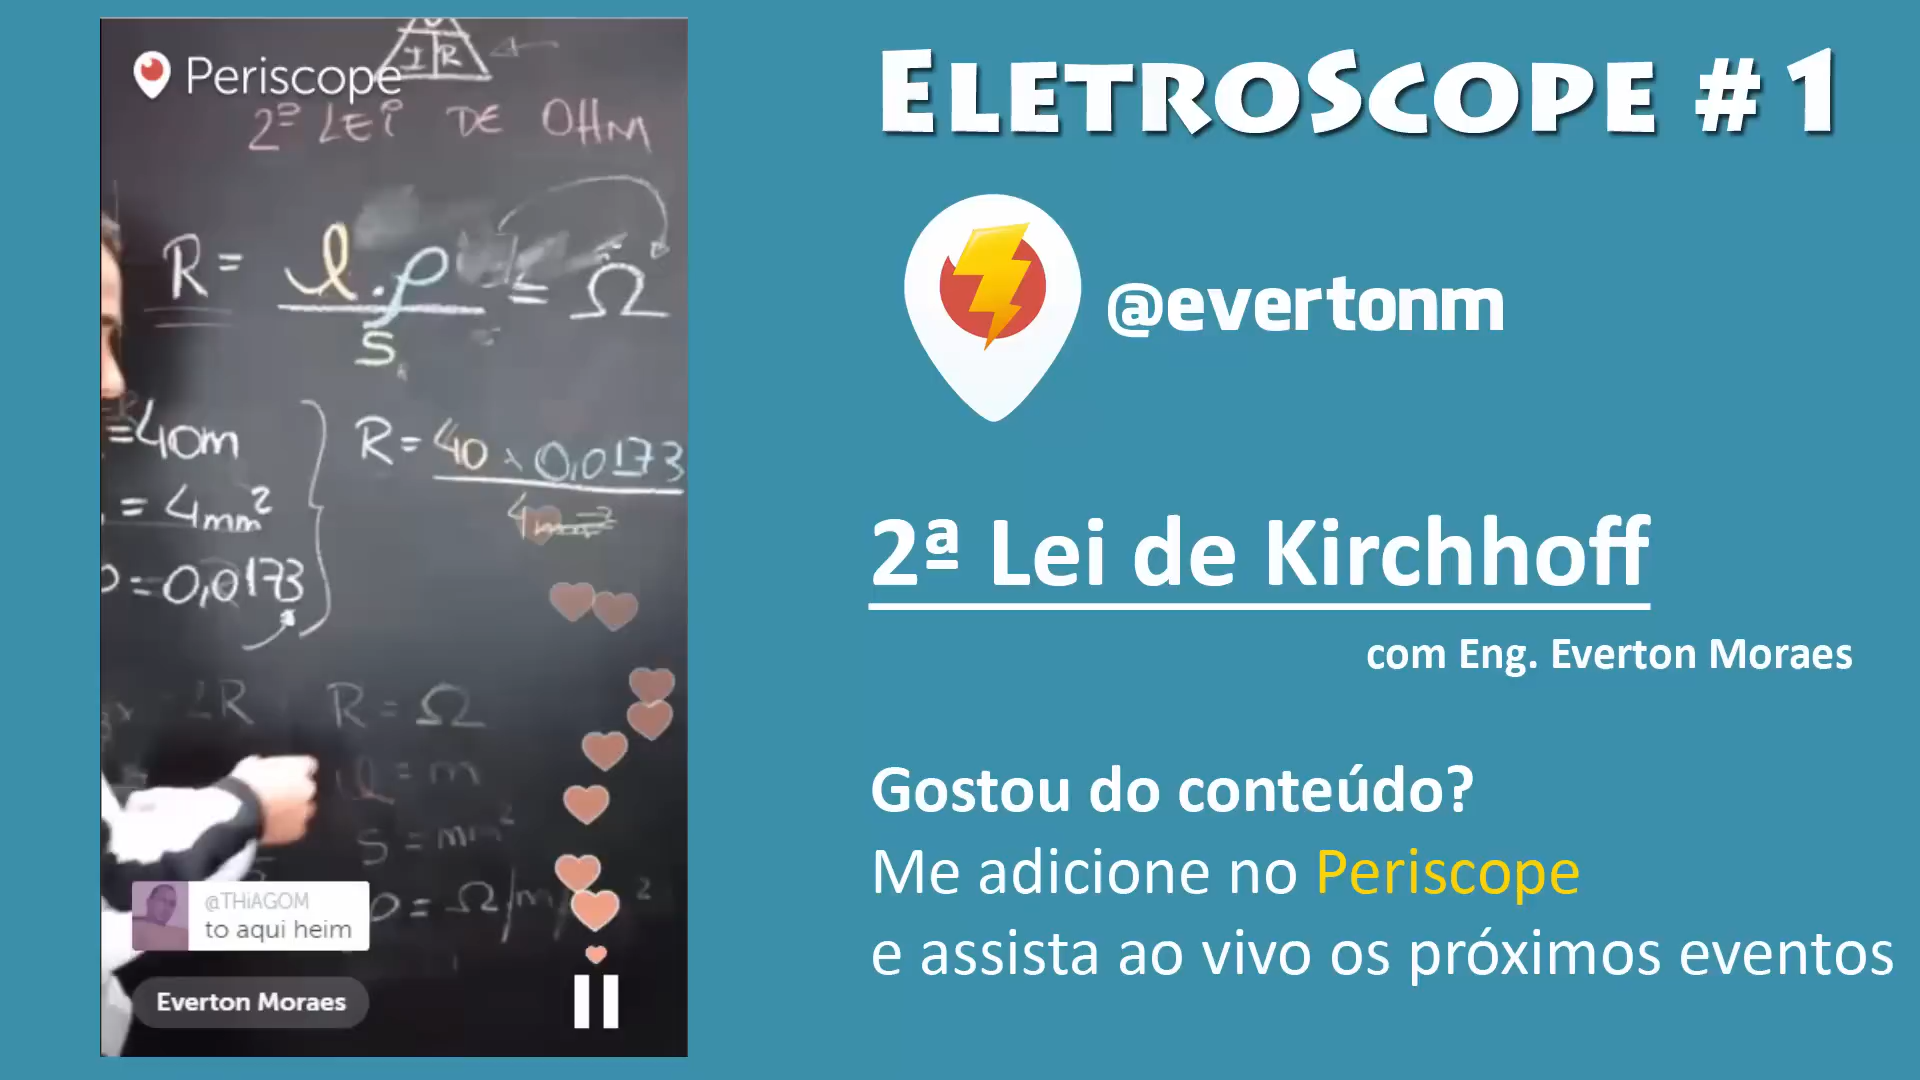 I R
Periscope
2ª LEi DE OHM
R = l.ρ = Ω
S
=40m
= 4mm²
ρ=0,0173
R= 40 x 0,0173
4mm²
R = Ω
l = m
S = mm²
@THiAGOM
to aqui heim
Everton Moraes
ELETROSCOPE #1
@evertonm
2ª Lei de Kirchhoff
com Eng. Everton Moraes
Gostou do conteúdo?
Me adicione no Periscope
e assista ao vivo os próximos eventos